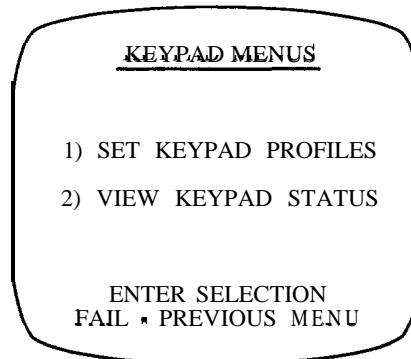 KEYPAD MENUS
1) SET KEYPAD PROFILES
2) VIEW KEYPAD STATUS
ENTER SELECTION
FAIL ▪ PREVIOUS MENU